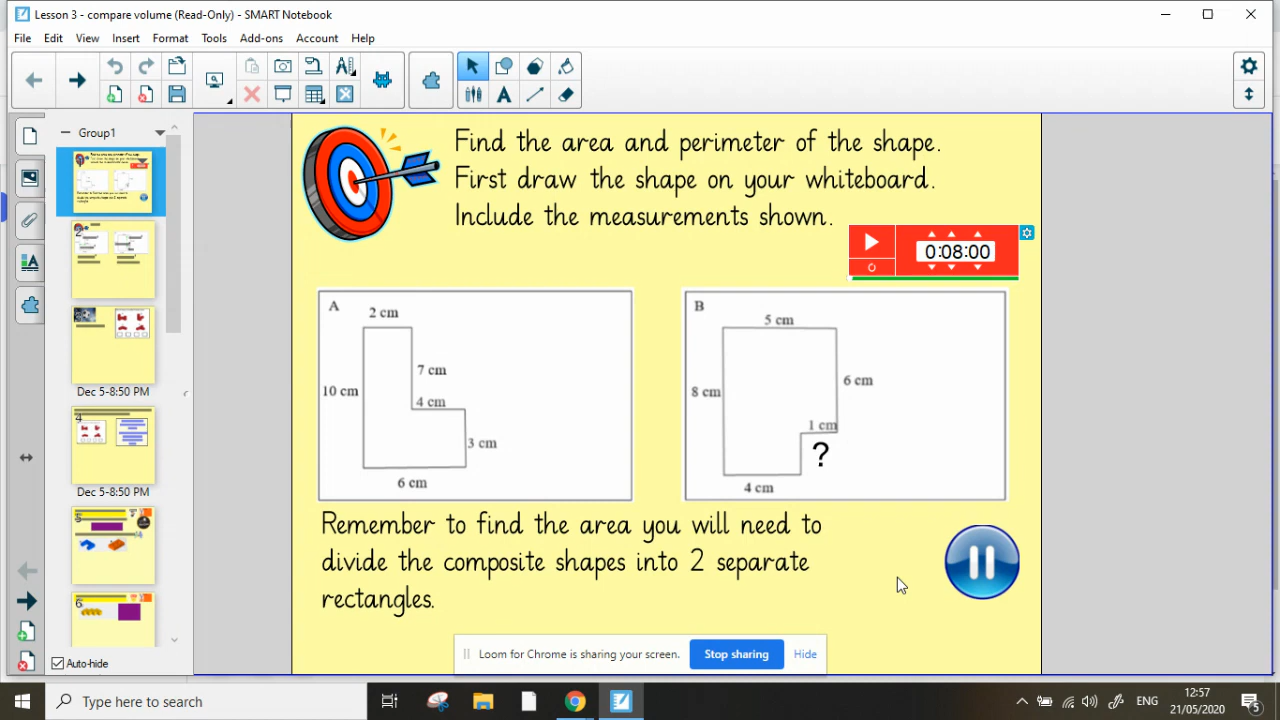 Lesson 3 - compare volume (Read-Only) - SMART Notebook
File Edit View Insert Format Tools Add-ons Account Help
Group1
Find the area and perimeter of the shape.
First draw the shape on your whiteboard.
Include the measurements shown.
0:08:00
2
Dec 5-8:50 PM
4
Dec 5-8:50 PM
5
6
A
2 cm
7 cm
10 cm
4 cm
3 cm
6 cm
B
5 cm
6 cm
8 cm
1 cm
?
4 cm
Remember to find the area you will need to
divide the composite shapes into 2 separate
rectangles.
Auto-hide
Loom for Chrome is sharing your screen. Stop sharing Hide
Type here to search
ENG
12:57
21/05/2020
5